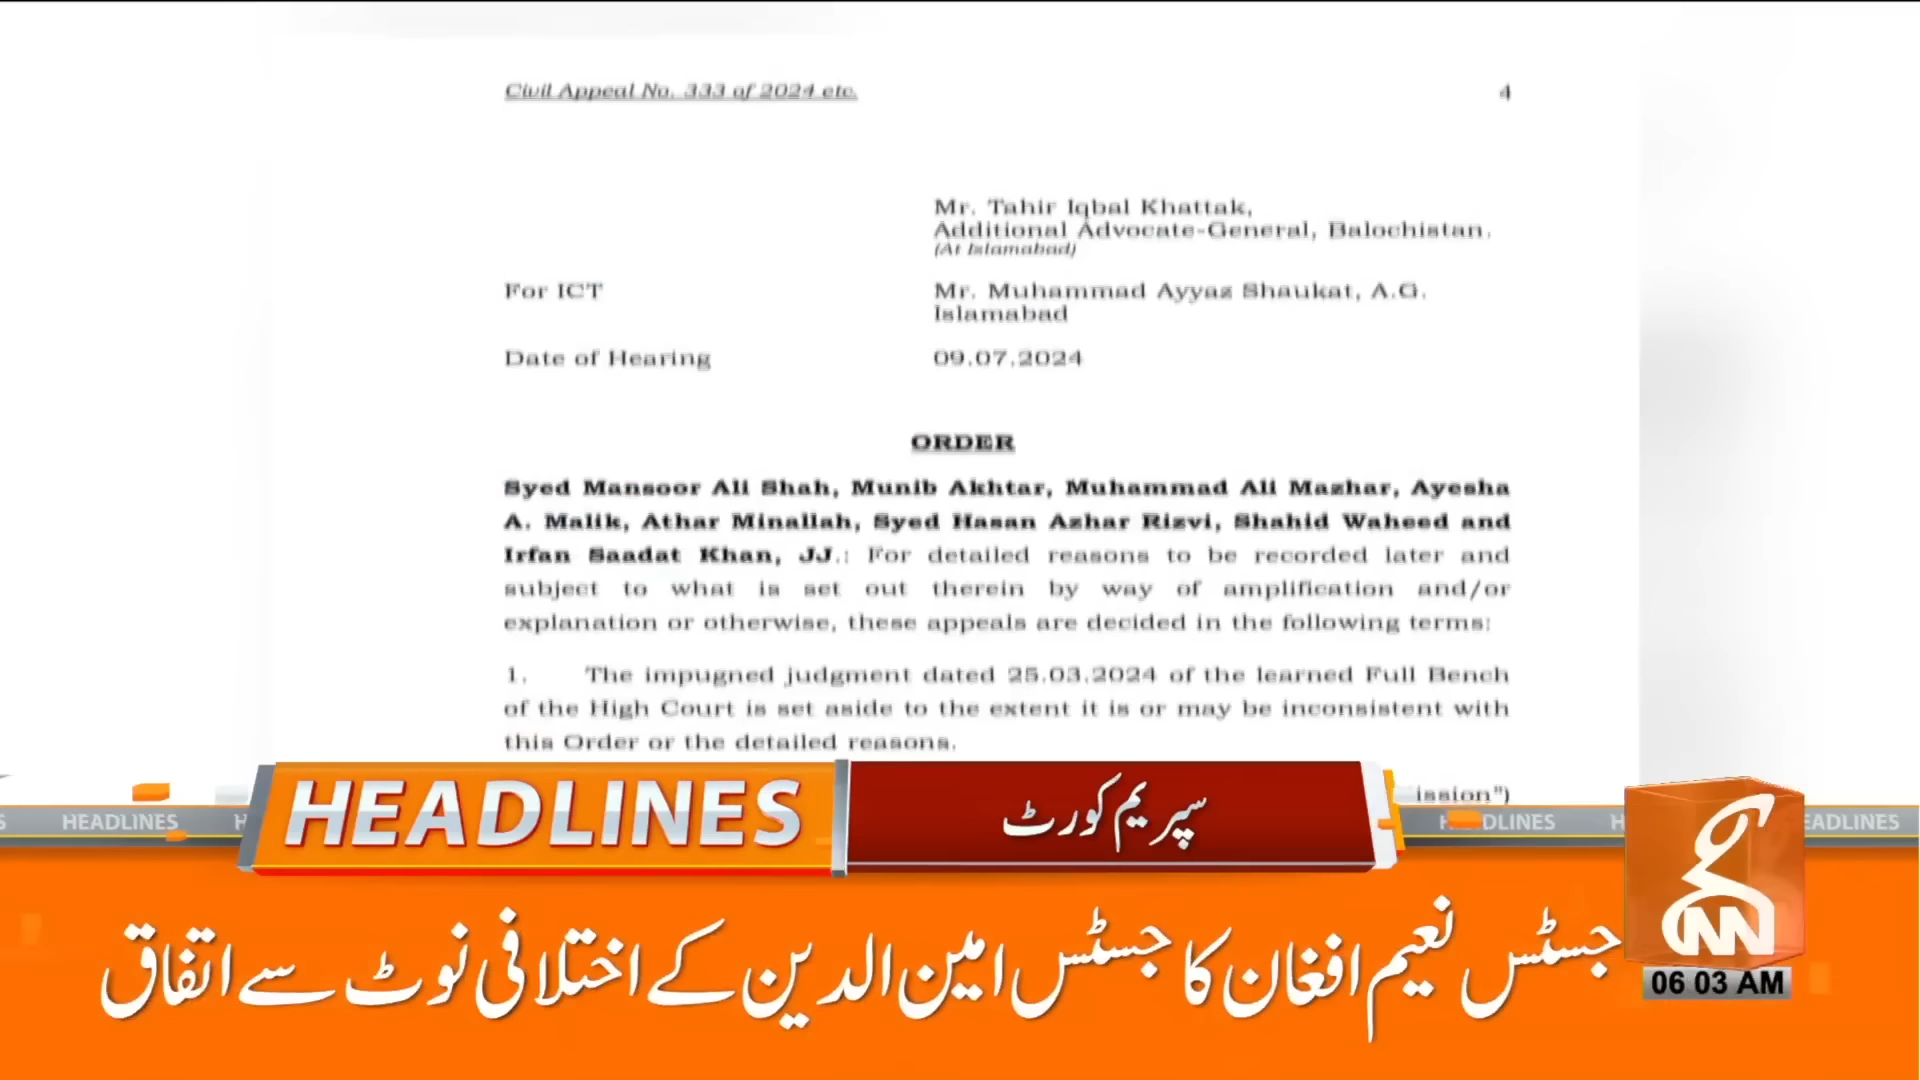 Civil Appeal No. 333 of 2024 etc.
4
Mr. Tahir Iqbal Khattak,
Additional Advocate-General, Balochistan.
(At Islamabad)
For ICT
Mr. Muhammad Ayyaz Shaukat, A.G.
Islamabad
Date of Hearing
09.07.2024
ORDER
Syed Mansoor Ali Shah, Munib Akhtar, Muhammad Ali Mazhar, Ayesha
A. Malik, Athar Minallah, Syed Hasan Azhar Rizvi, Shahid Waheed and
Irfan Saadat Khan, JJ.: For detailed reasons to be recorded later and
subject to what is set out therein by way of amplification and/or
explanation or otherwise, these appeals are decided in the following terms:
1. The impugned judgment dated 25.03.2024 of the learned Full Bench
of the High Court is set aside to the extent it is or may be inconsistent with
this Order or the detailed reasons.
ission")
HEADLINES
HEADLINES
سپریم کورٹ
جسٹس نعیم افغان کا جسٹس امین الدین کے اختلافی نوٹ سے اتفاق
GNN
06 03 AM